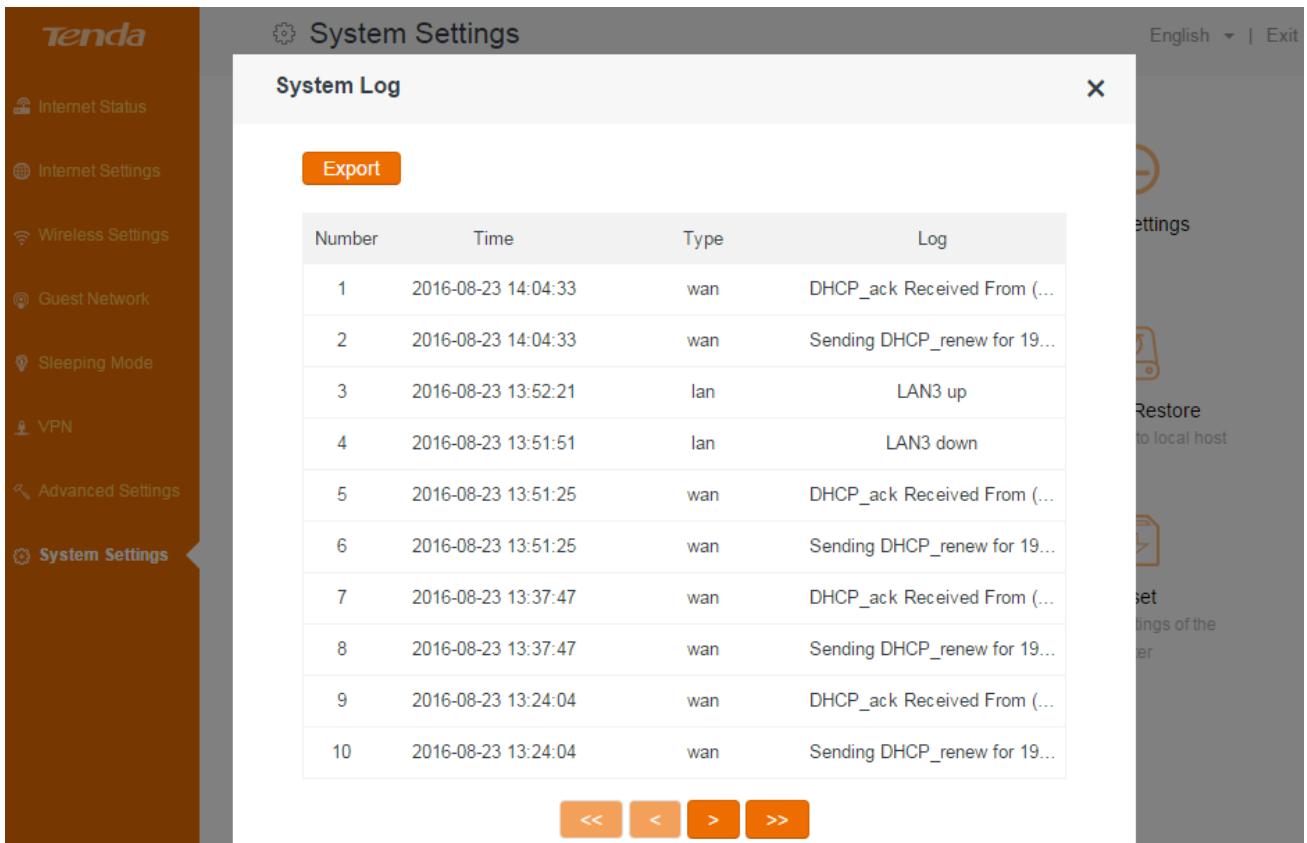 Tenda
System Settings
English | Exit
Internet Status
Internet Settings
Wireless Settings
Guest Network
Sleeping Mode
VPN
Advanced Settings
System Settings
System Log
×
Export
Number Time Type Log
1 2016-08-23 14:04:33 wan DHCP_ack Received From (...
2 2016-08-23 14:04:33 wan Sending DHCP_renew for 19...
3 2016-08-23 13:52:21 lan LAN3 up
4 2016-08-23 13:51:51 lan LAN3 down
5 2016-08-23 13:51:25 wan DHCP_ack Received From (...
6 2016-08-23 13:51:25 wan Sending DHCP_renew for 19...
7 2016-08-23 13:37:47 wan DHCP_ack Received From (...
8 2016-08-23 13:37:47 wan Sending DHCP_renew for 19...
9 2016-08-23 13:24:04 wan DHCP_ack Received From (...
10 2016-08-23 13:24:04 wan Sending DHCP_renew for 19...
<< < > >>
ettings
Restore
to local host
set
tings of the
er